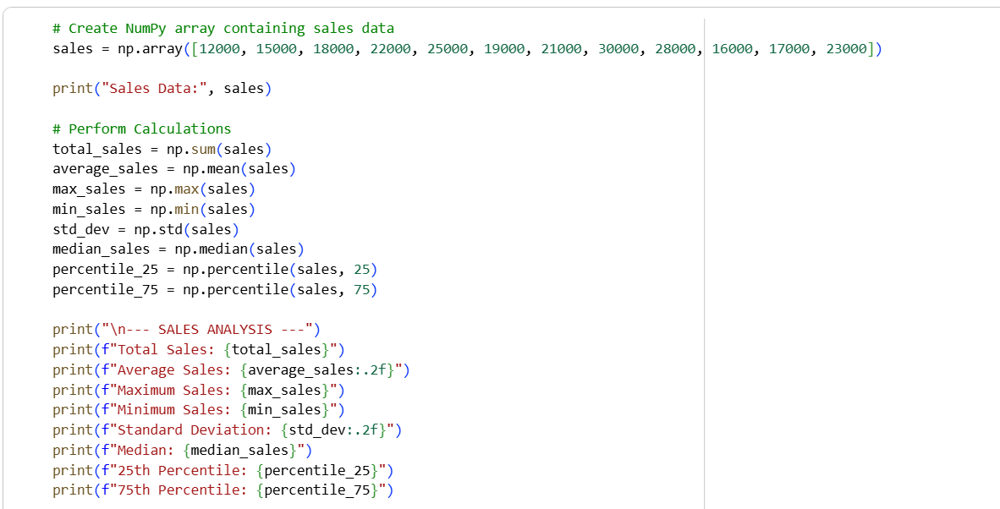 # Create NumPy array containing sales data
sales = np.array([12000, 15000, 18000, 22000, 25000, 19000, 21000, 30000, 28000, 16000, 17000, 23000])
print("Sales Data:", sales)
# Perform Calculations
total_sales = np.sum(sales)
average_sales = np.mean(sales)
max_sales = np.max(sales)
min_sales = np.min(sales)
std_dev = np.std(sales)
median_sales = np.median(sales)
percentile_25 = np.percentile(sales, 25)
percentile_75 = np.percentile(sales, 75)
print("\n--- SALES ANALYSIS ---")
print(f"Total Sales: {total_sales}")
print(f"Average Sales: {average_sales:.2f}")
print(f"Maximum Sales: {max_sales}")
print(f"Minimum Sales: {min_sales}")
print(f"Standard Deviation: {std_dev:.2f}")
print(f"Median: {median_sales}")
print(f"25th Percentile: {percentile_25}")
print(f"75th Percentile: {percentile_75}")